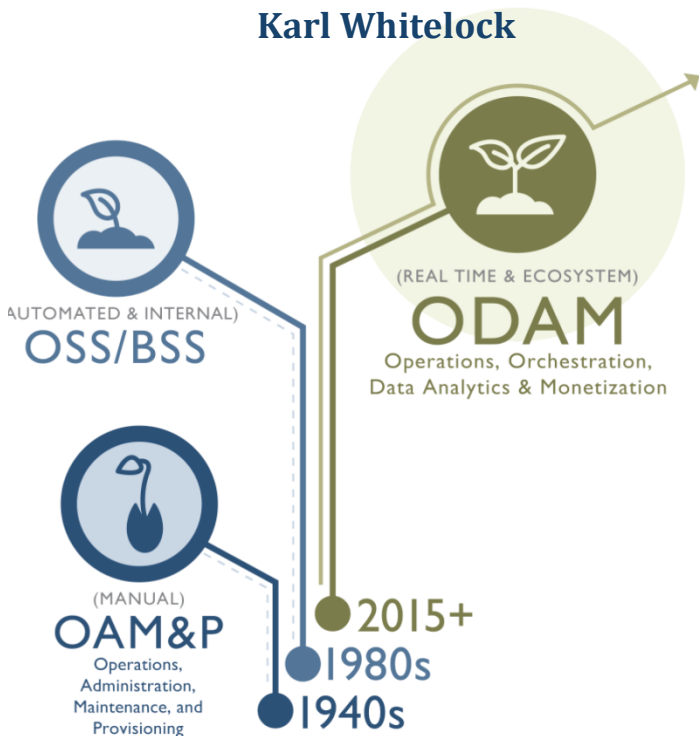 Karl Whitelock
(REAL TIME & ECOSYSTEM)
ODAM
Operations, Orchestration,
Data Analytics & Monetization
AUTOMATED & INTERNAL)
OSS/BSS
(MANUAL)
OAM&P
Operations,
Administration,
Maintenance, and
Provisioning
2015+
1980s
1940s